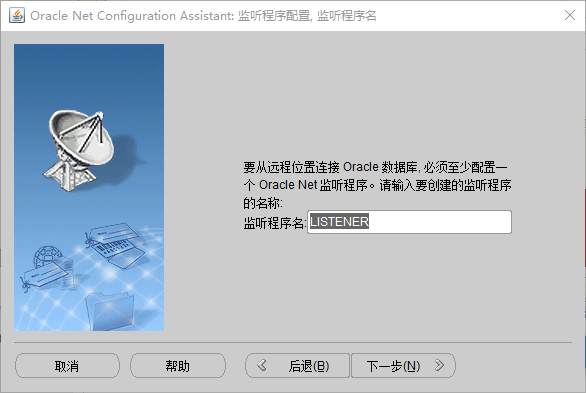 Oracle Net Configuration Assistant: 监听程序配置, 监听程序名
要从远程位置连接 Oracle 数据库, 必须至少配置一
个 Oracle Net 监听程序。请输入要创建的监听程序
的名称:
监听程序名: LISTENER
取消 帮助 后退(B) 下一步(N)